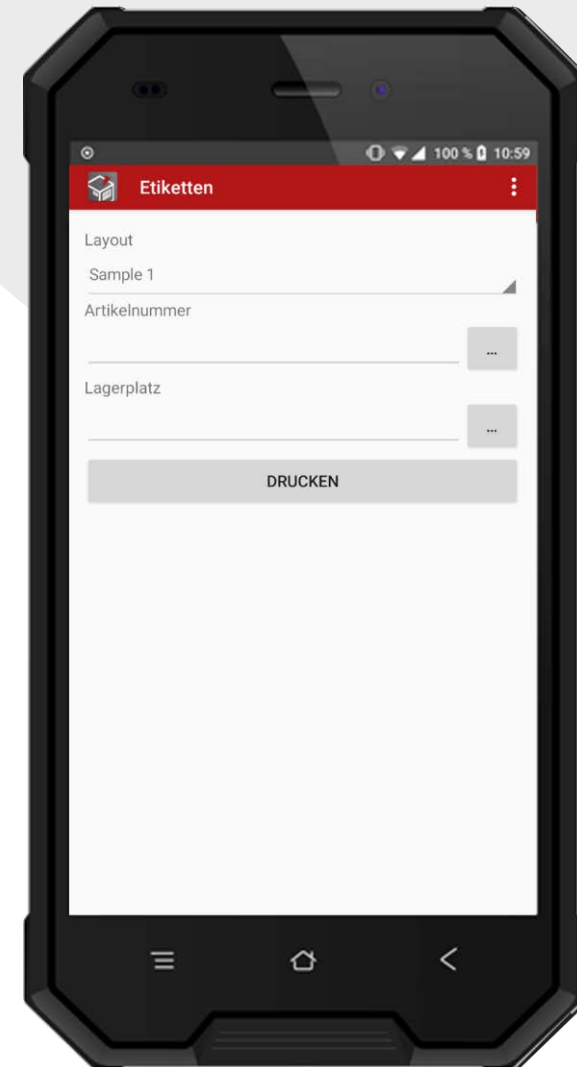 100 % 10:59
Etiketten
Layout
Sample 1
Artikelnummer
...
Lagerplatz
...
DRUCKEN